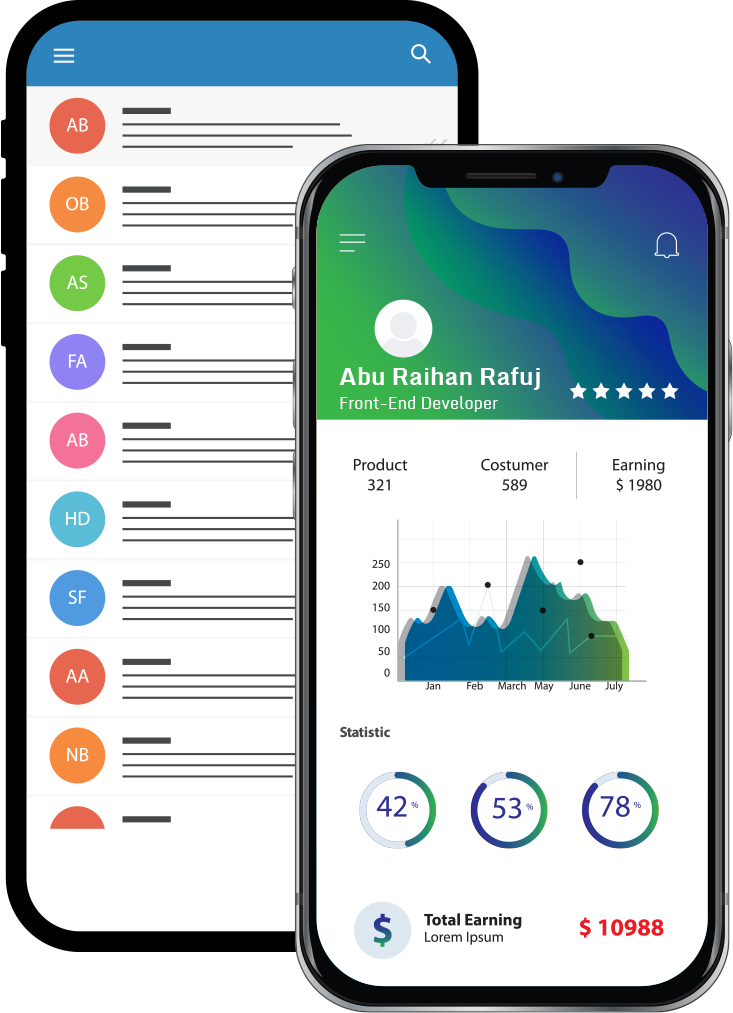 AB
OB
AS
FA
AB
HD
SF
AA
NB
Abu Raihan Rafuj
Front-End Developer
Product
321
Costumer
589
Earning
$ 1980
250
200
150
100
50
0
Jan Feb March May June July
Statistic
42 %
53 %
78 %
$
Total Earning
Lorem Ipsum
$ 10988